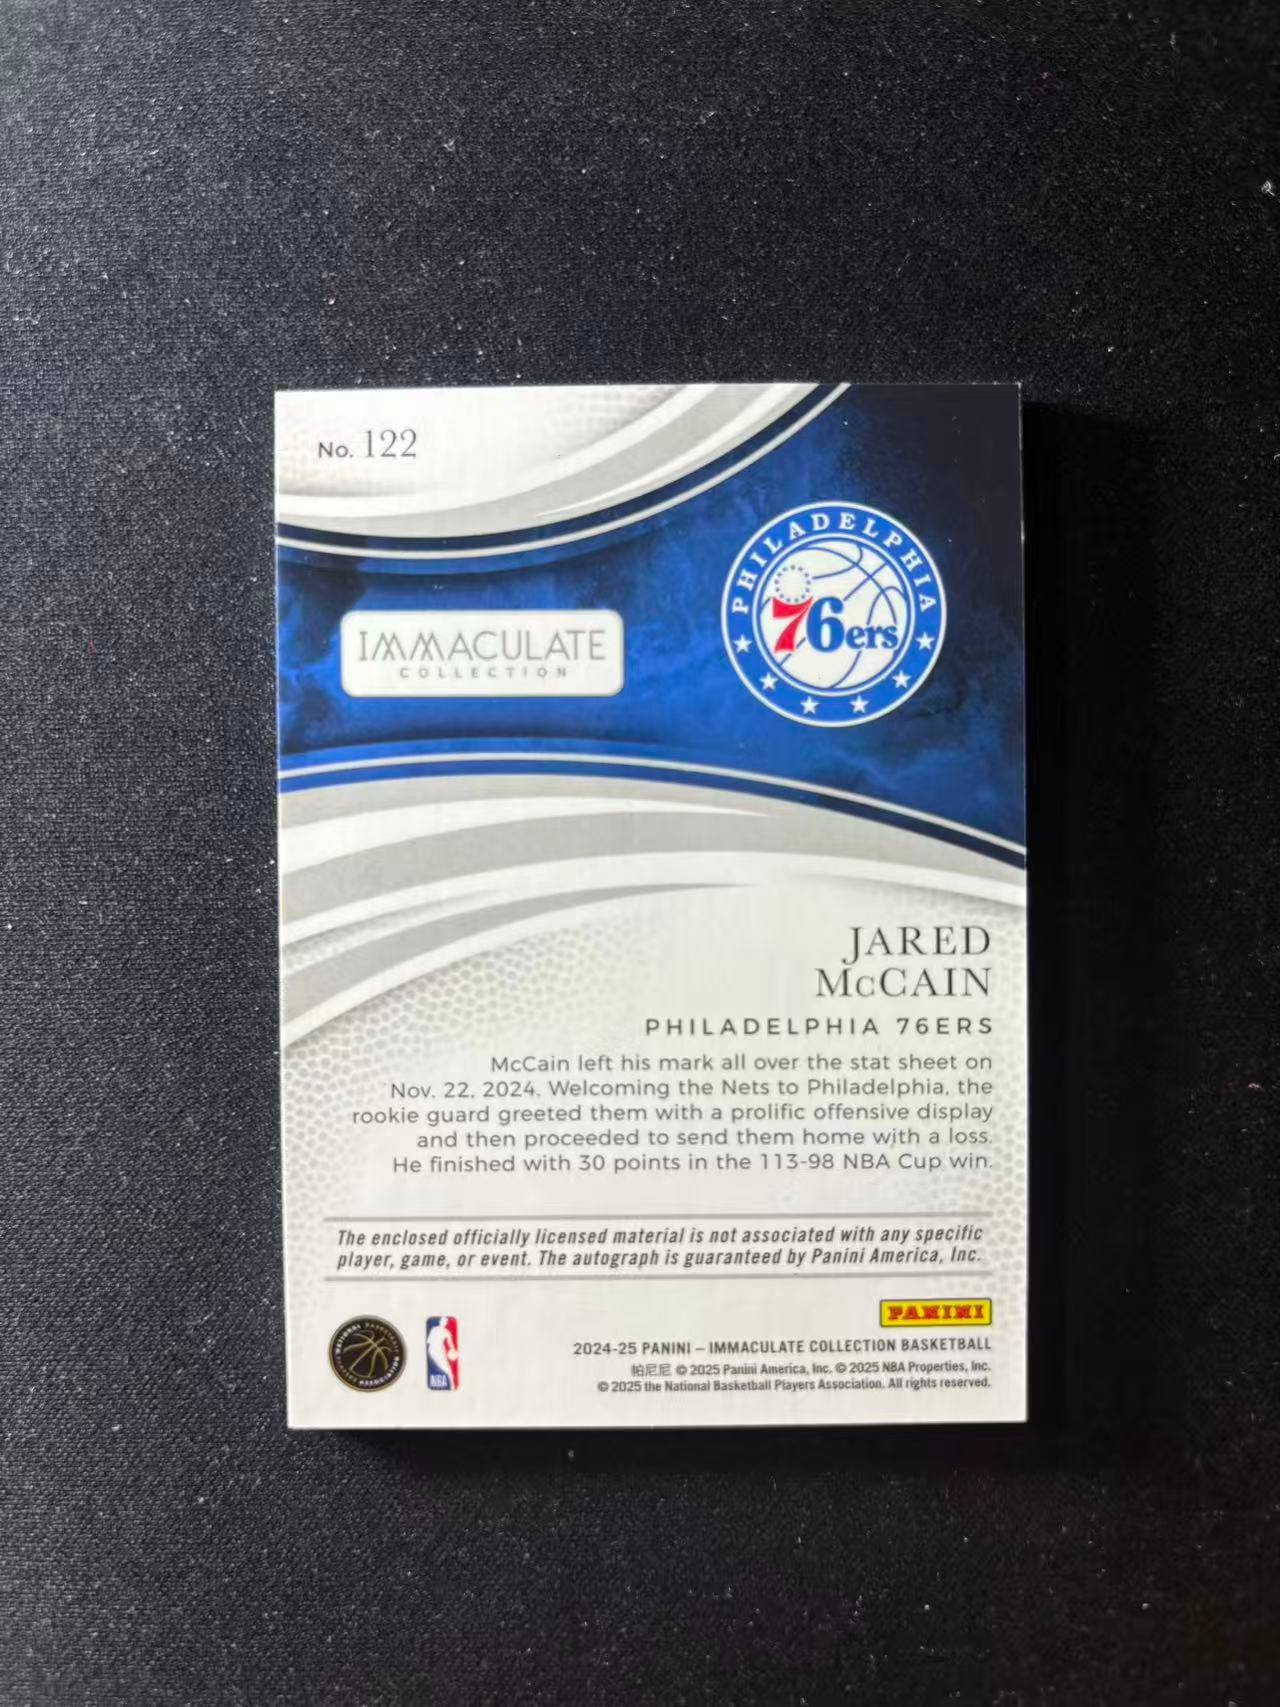 No. 122
PHILADELPHIA
76ers
IMMACULATE
COLLECTION
JARED
McCAIN
PHILADELPHIA 76ERS
McCain left his mark all over the stat sheet on
Nov. 22, 2024. Welcoming the Nets to Philadelphia, the
rookie guard greeted them with a prolific offensive display
and then proceeded to send them home with a loss.
He finished with 30 points in the 113-98 NBA Cup win.
The enclosed officially licensed material is not associated with any specific
player, game, or event. The autograph is guaranteed by Panini America, Inc.
PANINI
NBA
2024-25 PANINI – IMMACULATE COLLECTION BASKETBALL
帕尼尼 © 2025 Panini America, Inc. © 2025 NBA Properties, Inc.
© 2025 the National Basketball Players Association. All rights reserved.